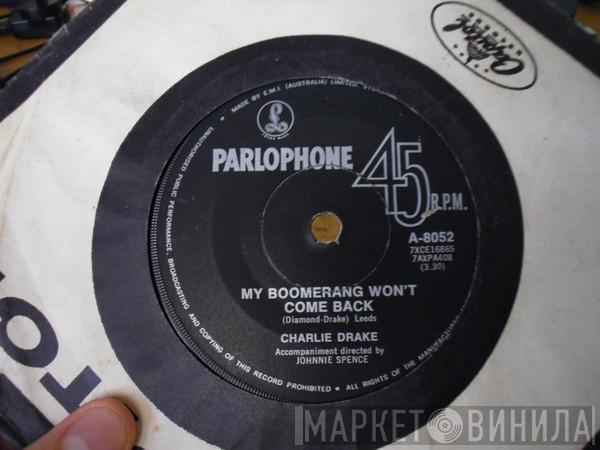 Capitol
MADE BY E.M.I. (AUSTRALIA) LIMITED,
UNAUTHORISED PUBLIC PERFORMANCE, BROADCASTING AND COPYING OF THIS RECORD PROHIBITED • ALL RIGHTS OF THE MANUFACTUR
PARLOPHONE
45 R.P.M.
A-8052
7XCE16865
7AXPA408
(3.30)
MY BOOMERANG WON'T
COME BACK
(Diamond-Drake) Leeds
CHARLIE DRAKE
Accompaniment directed by
JOHNNIE SPENCE
МАРКЕТ ВИНИЛА